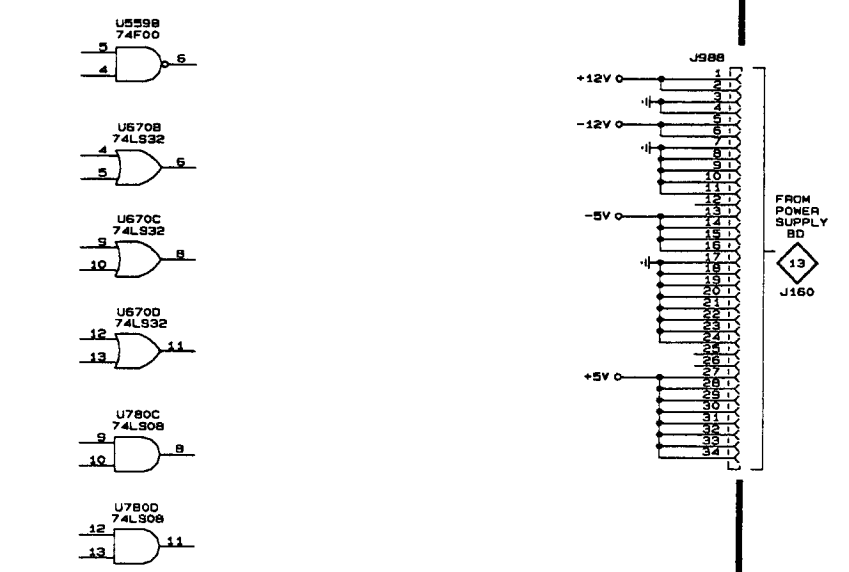 U559B
74F00
5
4
6
U670B
74LS32
4
5
6
U670C
74LS32
9
10
8
U670D
74LS32
12
13
11
U780C
74LS08
9
10
8
U780D
74LS08
12
13
11
J988
+12V
-12V
-5V
+5V
1
2
3
4
5
6
7
8
9
10
11
12
13
14
15
16
17
18
19
20
21
22
23
24
25
26
27
28
29
30
31
32
33
34
FROM
POWER
SUPPLY
BD
13
J160